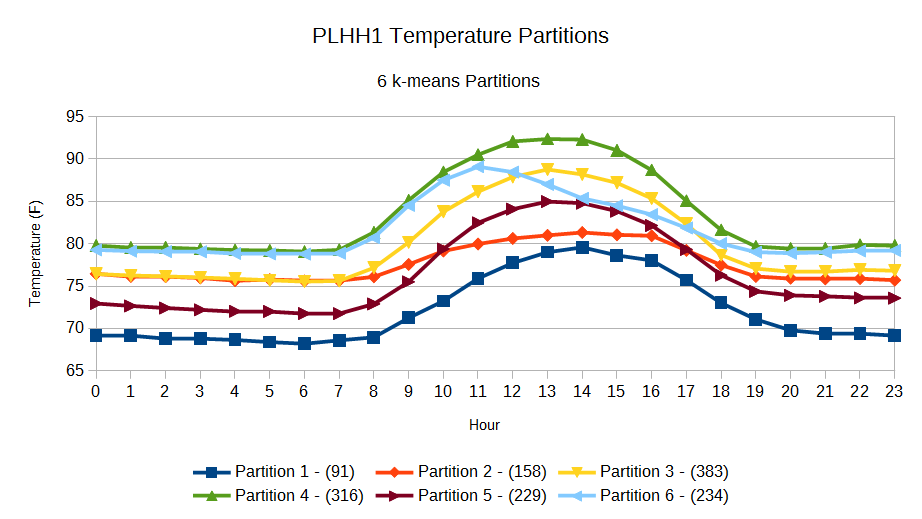 PLHH1 Temperature Partitions
6 k-means Partitions
95
90
85
80
75
70
65
Temperature (F)
0 1 2 3 4 5 6 7 8 9 10 11 12 13 14 15 16 17 18 19 20 21 22 23
Hour
Partition 1 - (91) Partition 2 - (158) Partition 3 - (383)
Partition 4 - (316) Partition 5 - (229) Partition 6 - (234)